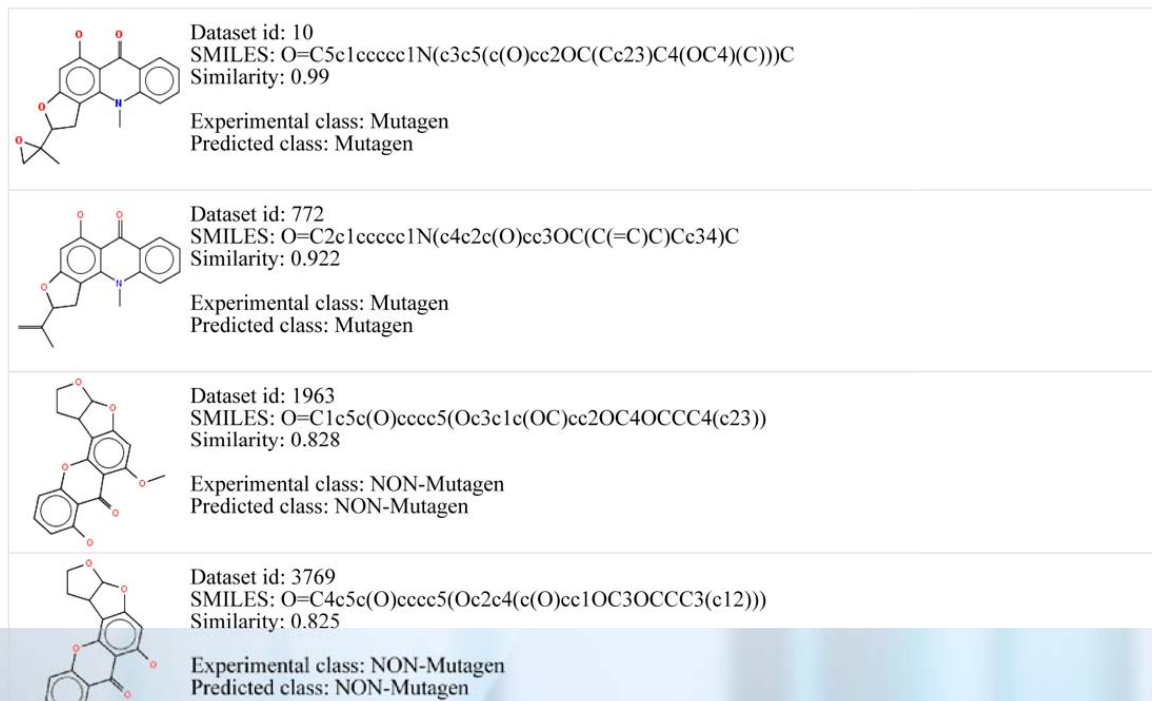 Dataset id: 10
SMILES: O=C5c1ccccc1N(c3c5(c(O)cc2OC(Cc23)C4(OC4)(C)))C
Similarity: 0.99
Experimental class: Mutagen
Predicted class: Mutagen
Dataset id: 772
SMILES: O=C2c1ccccc1N(c4c2c(O)cc3OC(C(=C)C)Cc34)C
Similarity: 0.922
Experimental class: Mutagen
Predicted class: Mutagen
Dataset id: 1963
SMILES: O=C1c5c(O)cccc5(Oc3c1c(OC)cc2OC4OCCC4(c23))
Similarity: 0.828
Experimental class: NON-Mutagen
Predicted class: NON-Mutagen
Dataset id: 3769
SMILES: O=C4c5c(O)cccc5(Oc2c4(c(O)cc1OC3OCCC3(c12)))
Similarity: 0.825
Experimental class: NON-Mutagen
Predicted class: NON-Mutagen